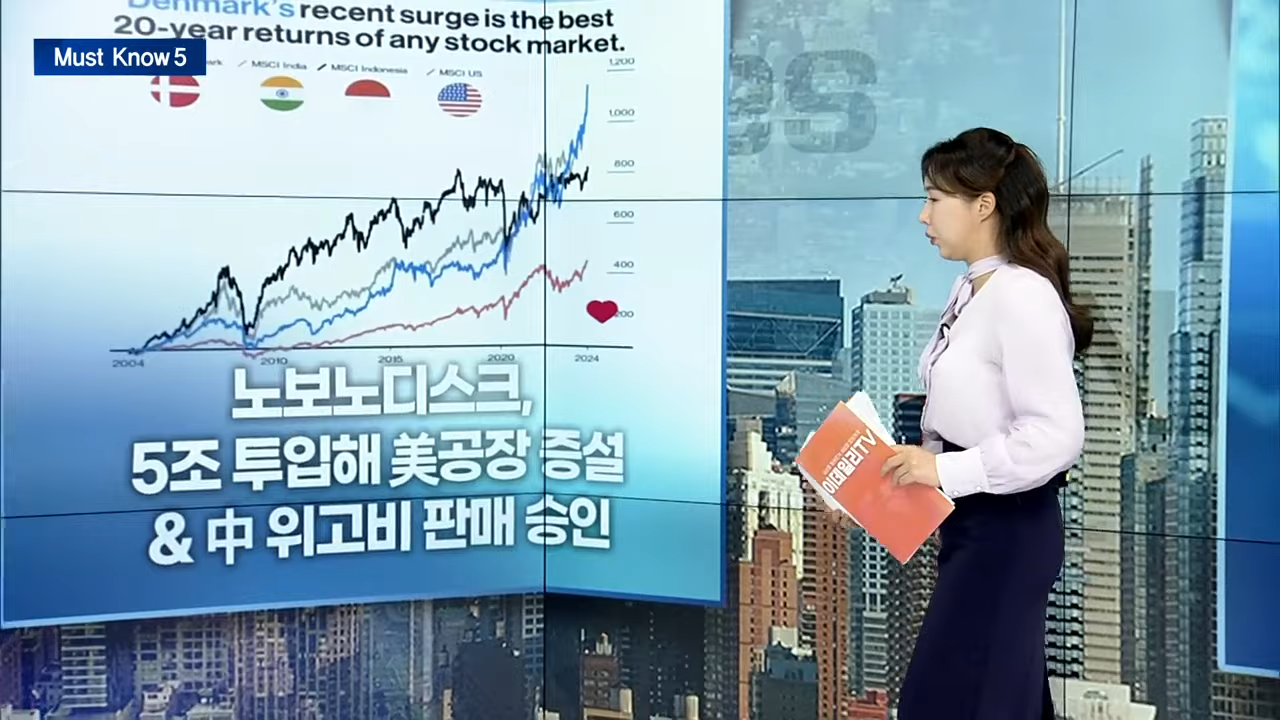 Denmark's recent surge is the best
20-year returns of any stock market.
Must Know 5
MSCI India
MSCI Indonesia
MSCI US
1,200
1,000
800
600
400
200
2004
2010
2015
2020
2024
노보노디스크,
5조 투입해 美공장 증설
& 中 위고비 판매 승인
이데일리TV